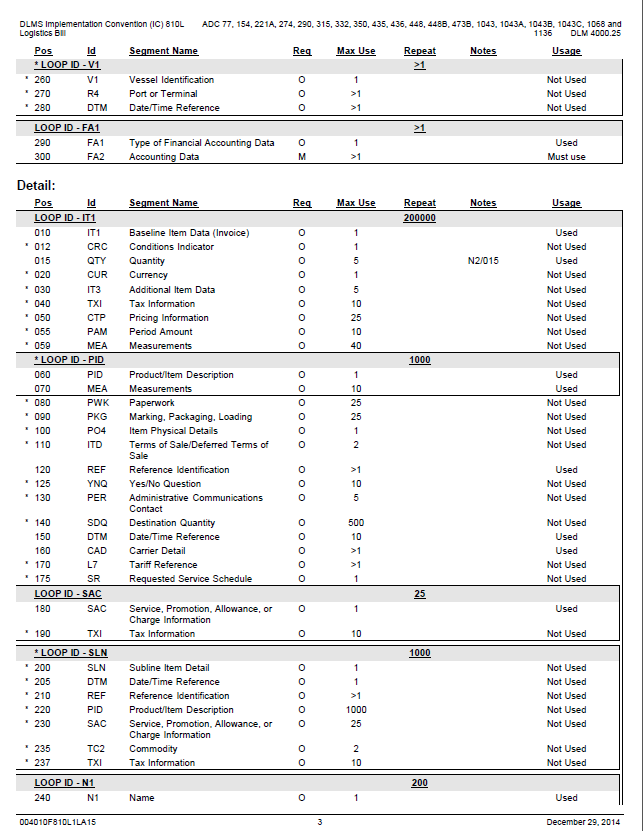 DLMS Implementation Convention (IC) 810L ADC 77, 154, 221A, 274, 290, 315, 332, 350, 435, 436, 448, 448B, 473B, 1043, 1043A, 1043B, 1043C, 1068 and
Logistics Bill 1136 DLM 4000.25
Pos Id Segment Name Req Max Use Repeat Notes Usage
* LOOP ID - V1 >1
* 260 V1 Vessel Identification O 1 Not Used
* 270 R4 Port or Terminal O >1 Not Used
* 280 DTM Date/Time Reference O >1 Not Used
LOOP ID - FA1 >1
290 FA1 Type of Financial Accounting Data O 1 Used
300 FA2 Accounting Data M >1 Must use
Detail:
Pos Id Segment Name Req Max Use Repeat Notes Usage
LOOP ID - IT1 200000
010 IT1 Baseline Item Data (Invoice) O 1 Used
* 012 CRC Conditions Indicator O 1 Not Used
015 QTY Quantity O 5 N2/015 Used
* 020 CUR Currency O 1 Not Used
* 030 IT3 Additional Item Data O 5 Not Used
* 040 TXI Tax Information O 10 Not Used
* 050 CTP Pricing Information O 25 Not Used
* 055 PAM Period Amount O 10 Not Used
* 059 MEA Measurements O 40 Not Used
* LOOP ID - PID 1000
060 PID Product/Item Description O 1 Used
070 MEA Measurements O 10 Used
* 080 PWK Paperwork O 25 Not Used
* 090 PKG Marking, Packaging, Loading O 25 Not Used
* 100 PO4 Item Physical Details O 1 Not Used
* 110 ITD Terms of Sale/Deferred Terms of O 2 Not Used
Sale
120 REF Reference Identification O >1 Used
* 125 YNQ Yes/No Question O 10 Not Used
* 130 PER Administrative Communications O 5 Not Used
Contact
* 140 SDQ Destination Quantity O 500 Not Used
150 DTM Date/Time Reference O 10 Used
160 CAD Carrier Detail O >1 Used
* 170 L7 Tariff Reference O >1 Not Used
* 175 SR Requested Service Schedule O 1 Not Used
LOOP ID - SAC 25
180 SAC Service, Promotion, Allowance, or O 1 Used
Charge Information
* 190 TXI Tax Information O 10 Not Used
* LOOP ID - SLN 1000
* 200 SLN Subline Item Detail O 1 Not Used
* 205 DTM Date/Time Reference O 1 Not Used
* 210 REF Reference Identification O >1 Not Used
* 220 PID Product/Item Description O 1000 Not Used
* 230 SAC Service, Promotion, Allowance, or O 25 Not Used
Charge Information
* 235 TC2 Commodity O 2 Not Used
* 237 TXI Tax Information O 10 Not Used
LOOP ID - N1 200
240 N1 Name O 1 Used
004010F810L1LA15 3 December 29, 2014